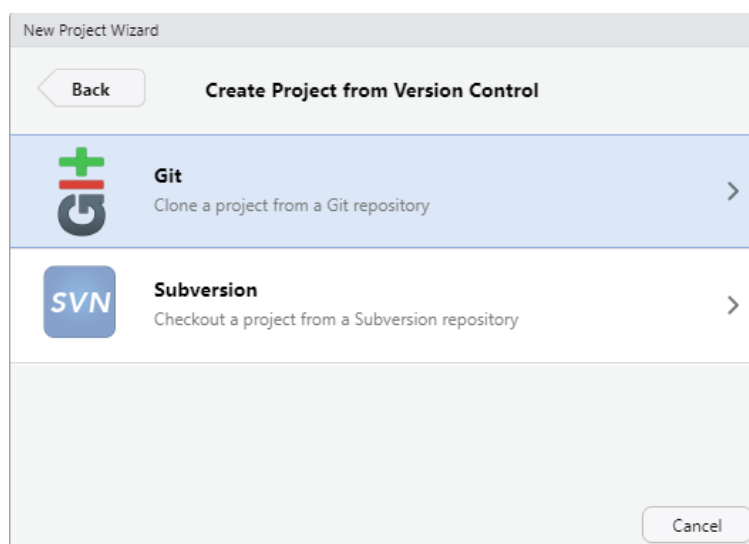 New Project Wizard
Back
Create Project from Version Control
git
Git
Clone a project from a Git repository
SVN
Subversion
Checkout a project from a Subversion repository
Cancel